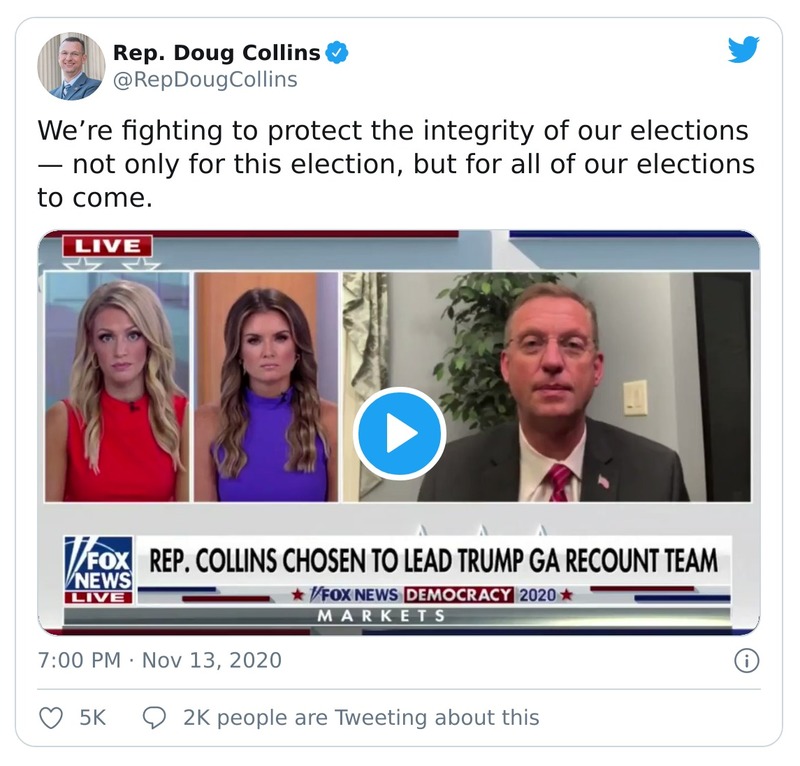 Rep. Doug Collins
@RepDougCollins
We’re fighting to protect the integrity of our elections
— not only for this election, but for all of our elections
to come.
LIVE
REP. COLLINS CHOSEN TO LEAD TRUMP GA RECOUNT TEAM
FOX
NEWS
LIVE
FOX NEWS DEMOCRACY 2020
MARKETS
7:00 PM · Nov 13, 2020
5K
2K people are Tweeting about this